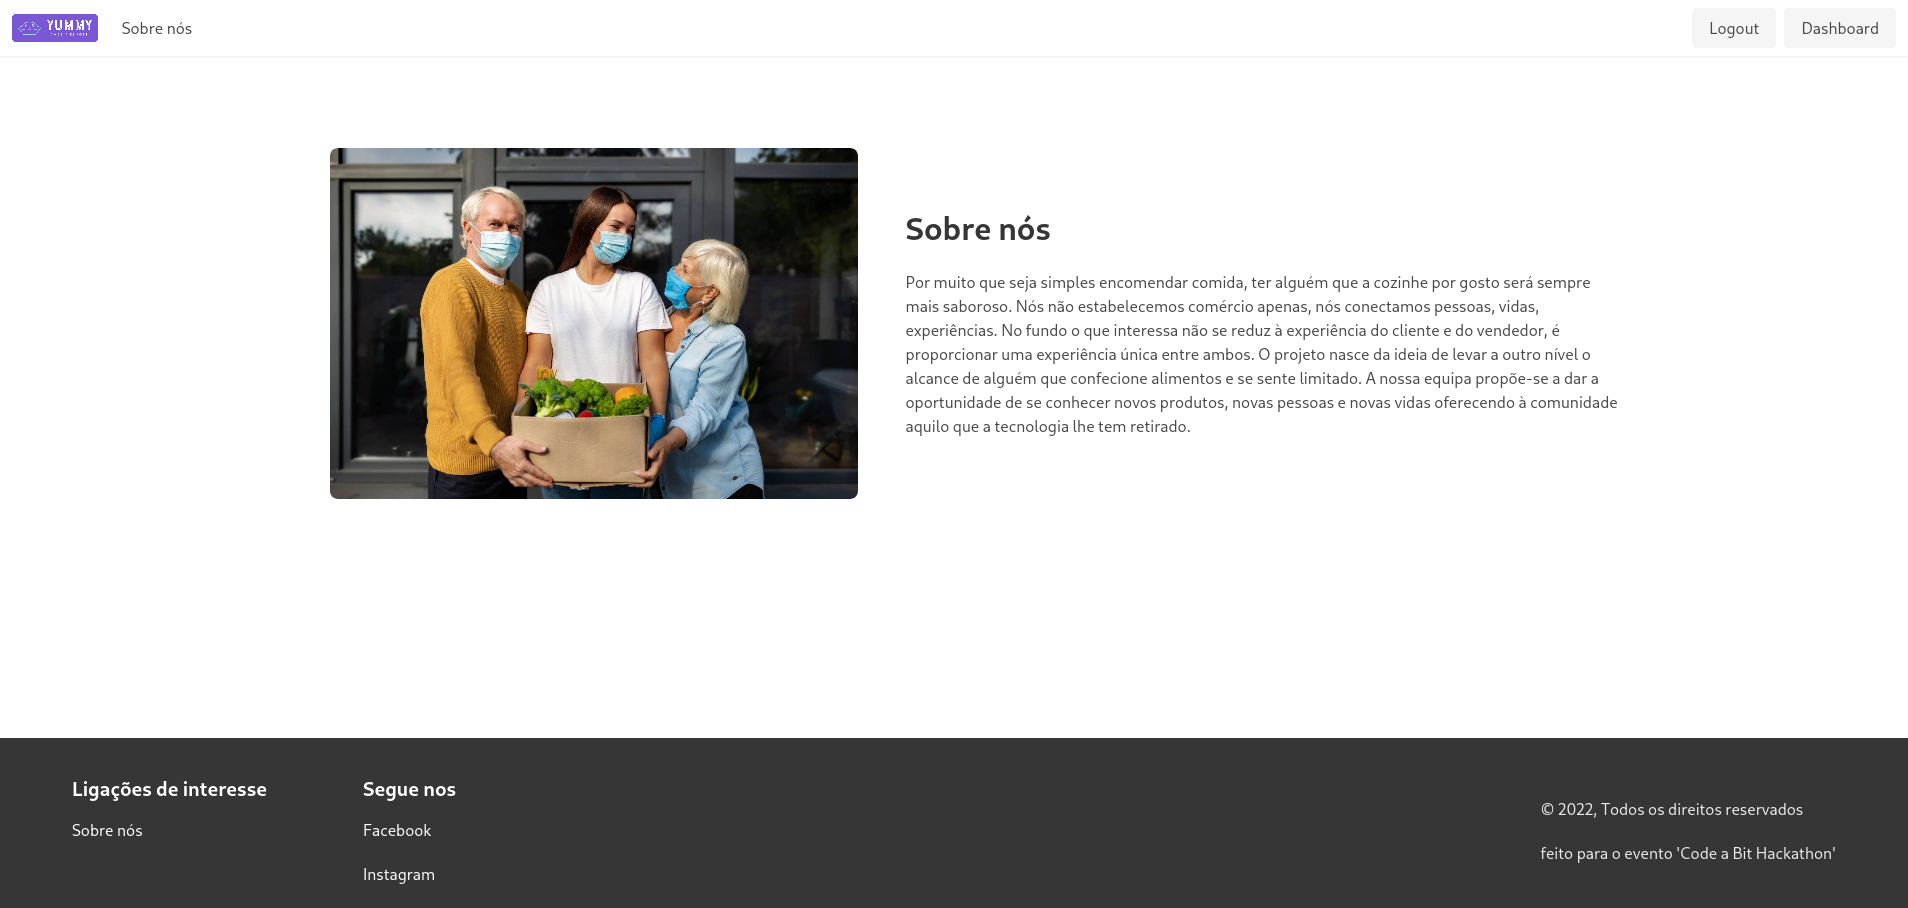 YUMMY
Sobre nós
Logout
Dashboard
Sobre nós
Por muito que seja simples encomendar comida, ter alguém que a cozinhe por gosto será sempre
mais saboroso. Nós não estabelecemos comércio apenas, nós conectamos pessoas, vidas,
experiências. No fundo o que interessa não se reduz à experiência do cliente e do vendedor, é
proporcionar uma experiência única entre ambos. O projeto nasce da ideia de levar a outro nível o
alcance de alguém que confecione alimentos e se sente limitado. A nossa equipa propõe-se a dar a
oportunidade de se conhecer novos produtos, novas pessoas e novas vidas oferecendo à comunidade
aquilo que a tecnologia lhe tem retirado.
Ligações de interesse
Sobre nós
Segue nos
Facebook
Instagram
© 2022, Todos os direitos reservados
feito para o evento 'Code a Bit Hackathon'